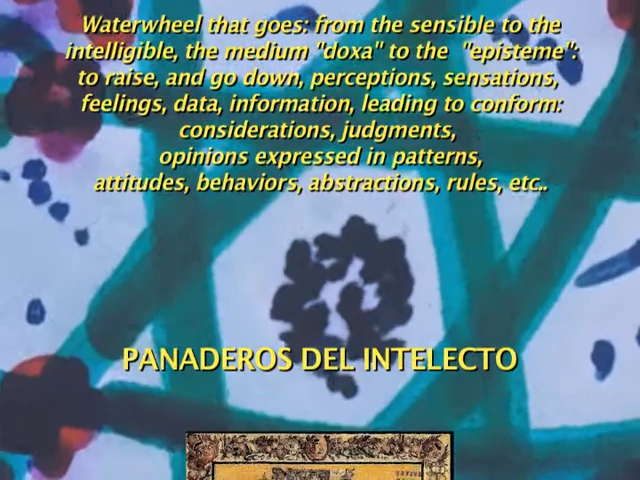 Waterwheel that goes: from the sensible to the
intelligible, the medium "doxa" to the "episteme":
to raise, and go down, perceptions, sensations,
feelings, data, information, leading to conform:
considerations, judgments,
opinions expressed in patterns,
attitudes, behaviors, abstractions, rules, etc..
PANADEROS DEL INTELECTO